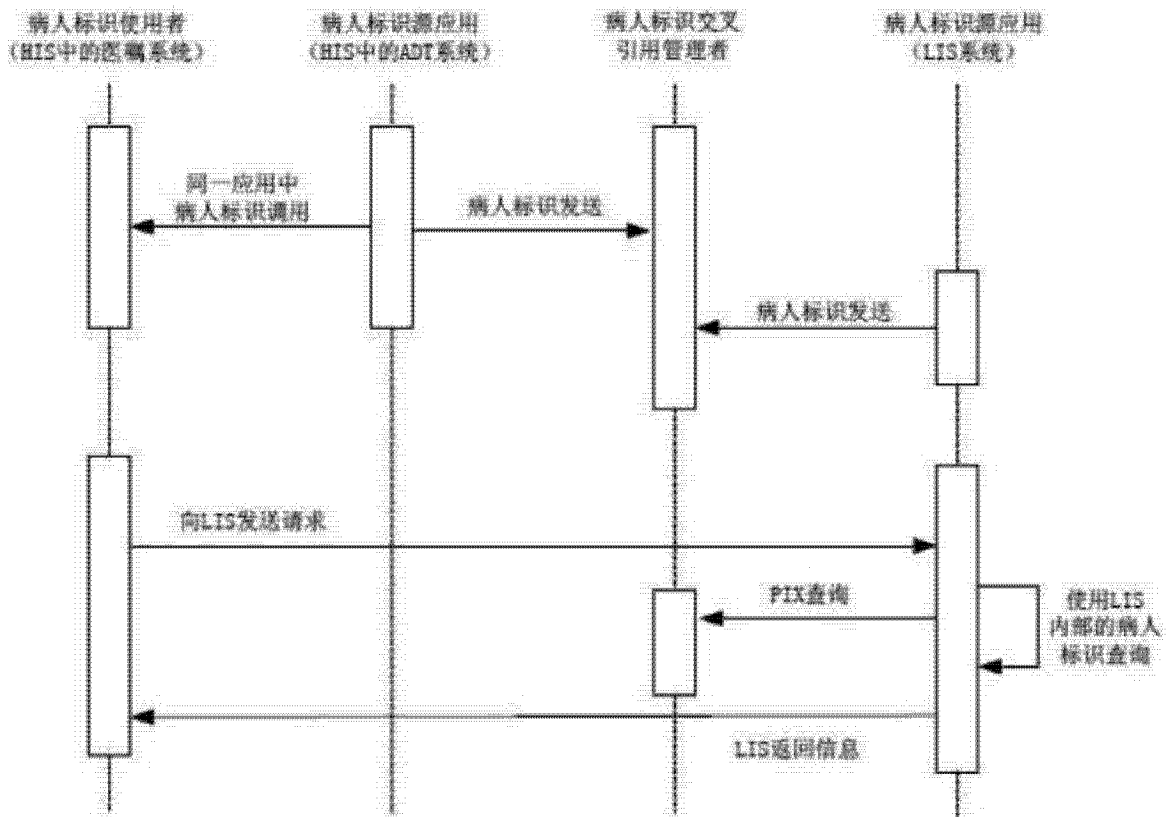 病人标识使用者
(HIS中的医嘱系统)
病人标识源应用
(HIS中的ADT系统)
病人标识交叉
引用管理者
病人标识源应用
(LIS系统)
同一应用中
病人标识调用
病人标识发送
病人标识发送
向LIS发送请求
PIX查询
使用LIS
内部的病人
标识查询
LIS返回信息